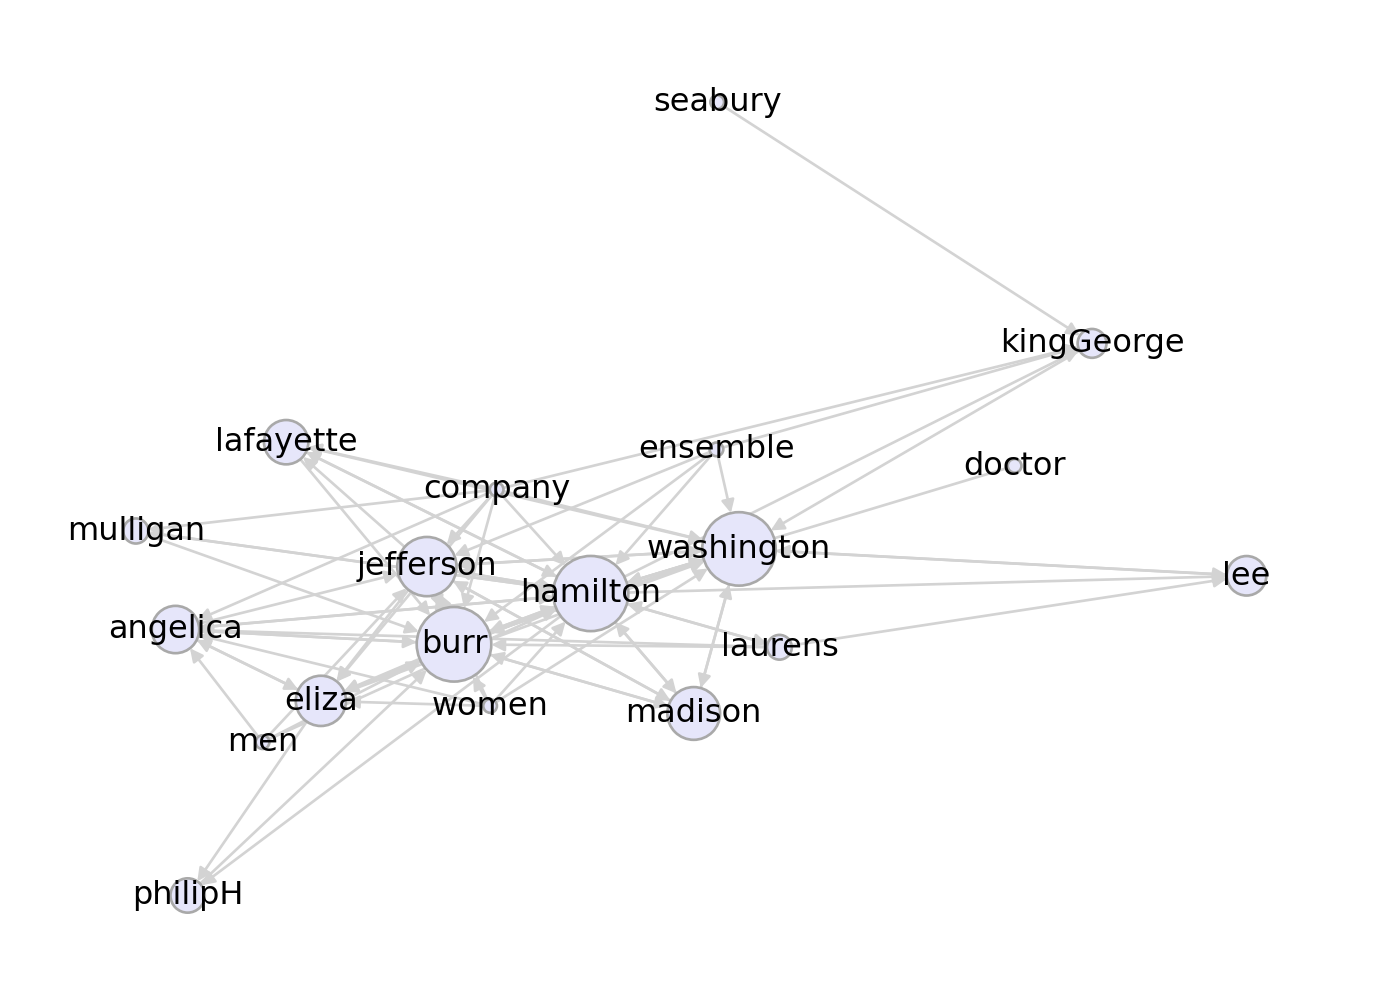 seabury
kingGeorge
lafayette
ensemble
doctor
company
mulligan
washington
jefferson
hamilton
lee
angelica
burr
laurens
eliza
women
madison
men
philipH